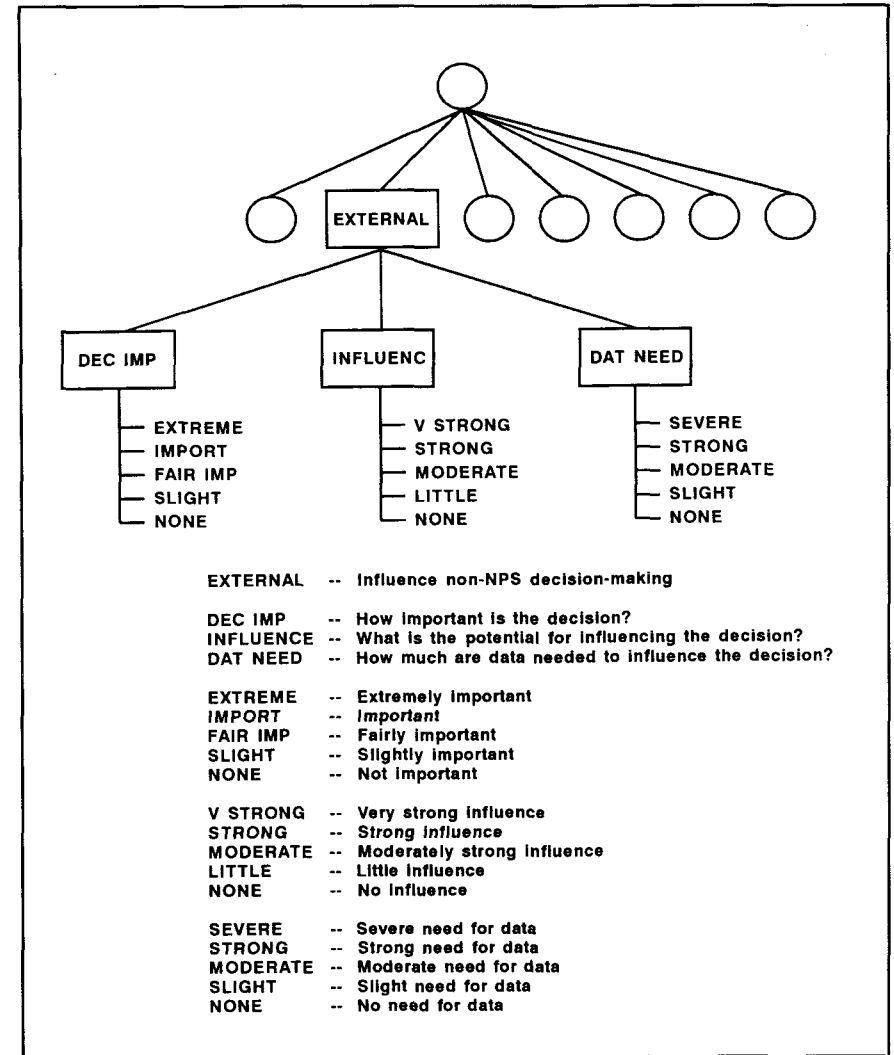 EXTERNAL
DEC IMP
INFLUENC
DAT NEED
EXTREME
IMPORT
FAIR IMP
SLIGHT
NONE
V STRONG
STRONG
MODERATE
LITTLE
NONE
SEVERE
STRONG
MODERATE
SLIGHT
NONE
EXTERNAL -- Influence non-NPS decision-making
DEC IMP -- How important is the decision?
INFLUENCE -- What is the potential for influencing the decision?
DAT NEED -- How much are data needed to influence the decision?
EXTREME -- Extremely important
IMPORT -- Important
FAIR IMP -- Fairly important
SLIGHT -- Slightly important
NONE -- Not important
V STRONG -- Very strong influence
STRONG -- Strong influence
MODERATE -- Moderately strong influence
LITTLE -- Little influence
NONE -- No influence
SEVERE -- Severe need for data
STRONG -- Strong need for data
MODERATE -- Moderate need for data
SLIGHT -- Slight need for data
NONE -- No need for data